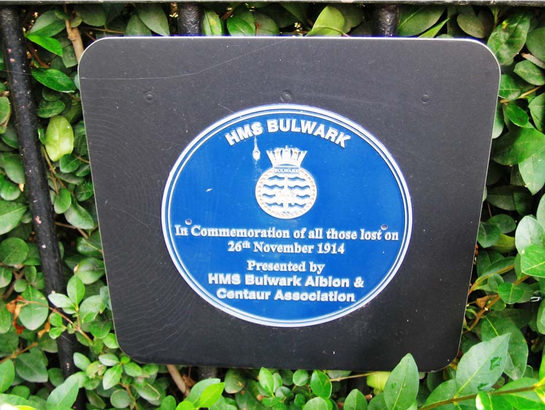 HMS BULWARK
BULWARK
In Commemoration of all those lost on
26th November 1914
Presented by
HMS Bulwark Albion &
Centaur Association